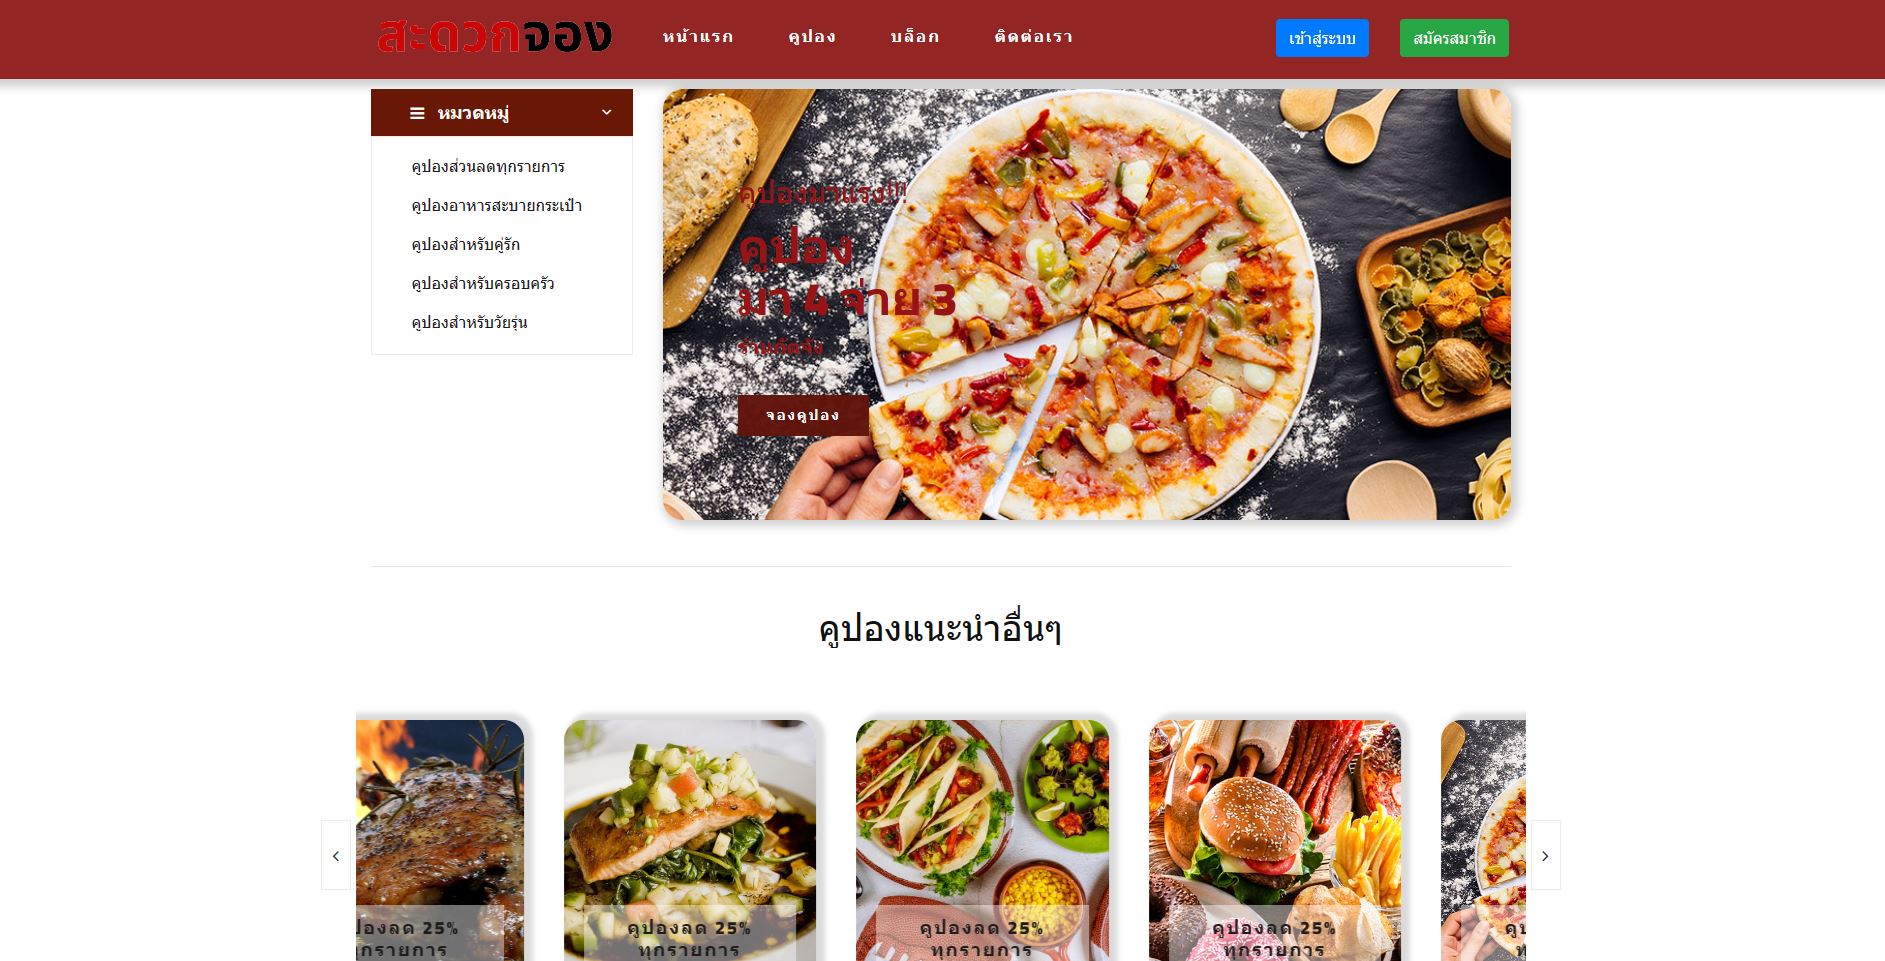 สะดวกจอง
หน้าแรก
คูปอง
บล็อก
ติดต่อเรา
เข้าสู่ระบบ
สมัครสมาชิก
หมวดหมู่
คูปองส่วนลดทุกรายการ
คูปองอาหารสะบายกระเป๋า
คูปองสำหรับคู่รัก
คูปองสำหรับครอบครัว
คูปองสำหรับวัยรุ่น
คูปองมาแรง!!!
คูปอง
มา 4 จ่าย 3
จองคูปอง
คูปองแนะนำอื่นๆ
ปองลด 25%
ทุกรายการ
คูปองลด 25%
ทุกรายการ
คูปองลด 25%
ทุกรายการ
คูปองลด 25%
ทุกรายการ